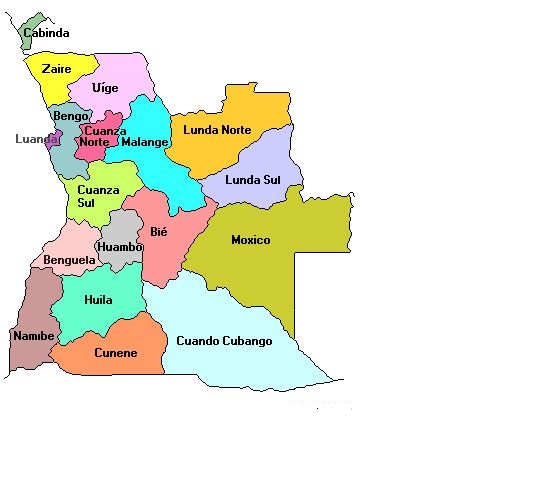 Cabinda
Zaire
Uíge
Bengo
Luanda
Cuanza
Norte
Malange
Lunda Norte
Lunda Sul
Cuanza
Sul
Bié
Moxico
Huambo
Benguela
Huila
Namibe
Cunene
Cuando Cubango